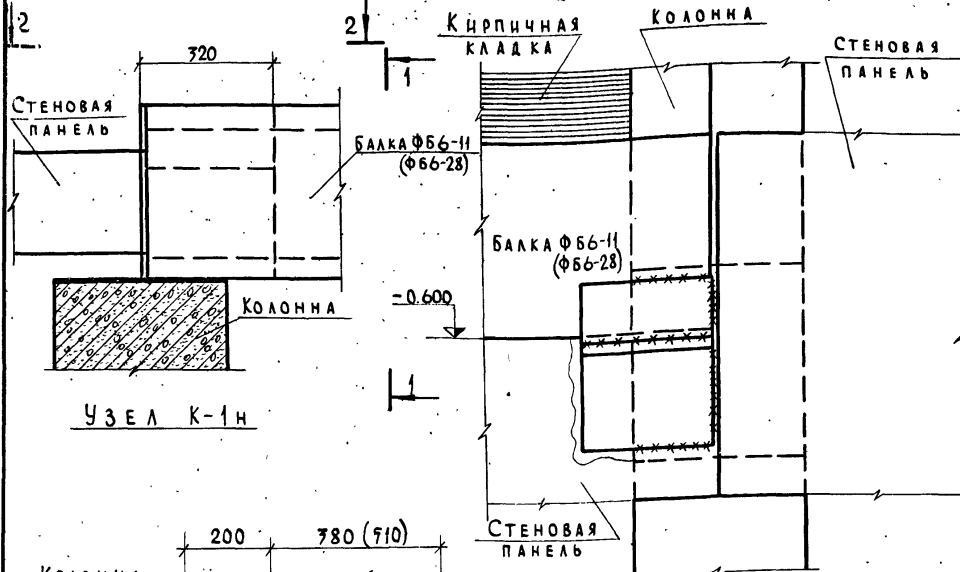 2
320
2
1
Кирпичная
кладка
Колонна
Стеновая
панель
Стеновая
панель
Балка ФБ6-11
(ФБ6-28)
Балка ФБ6-11
(ФБ6-28)
-0.600
Колонна
1
Узел К-1н
Стеновая
панель
200
380 (510)